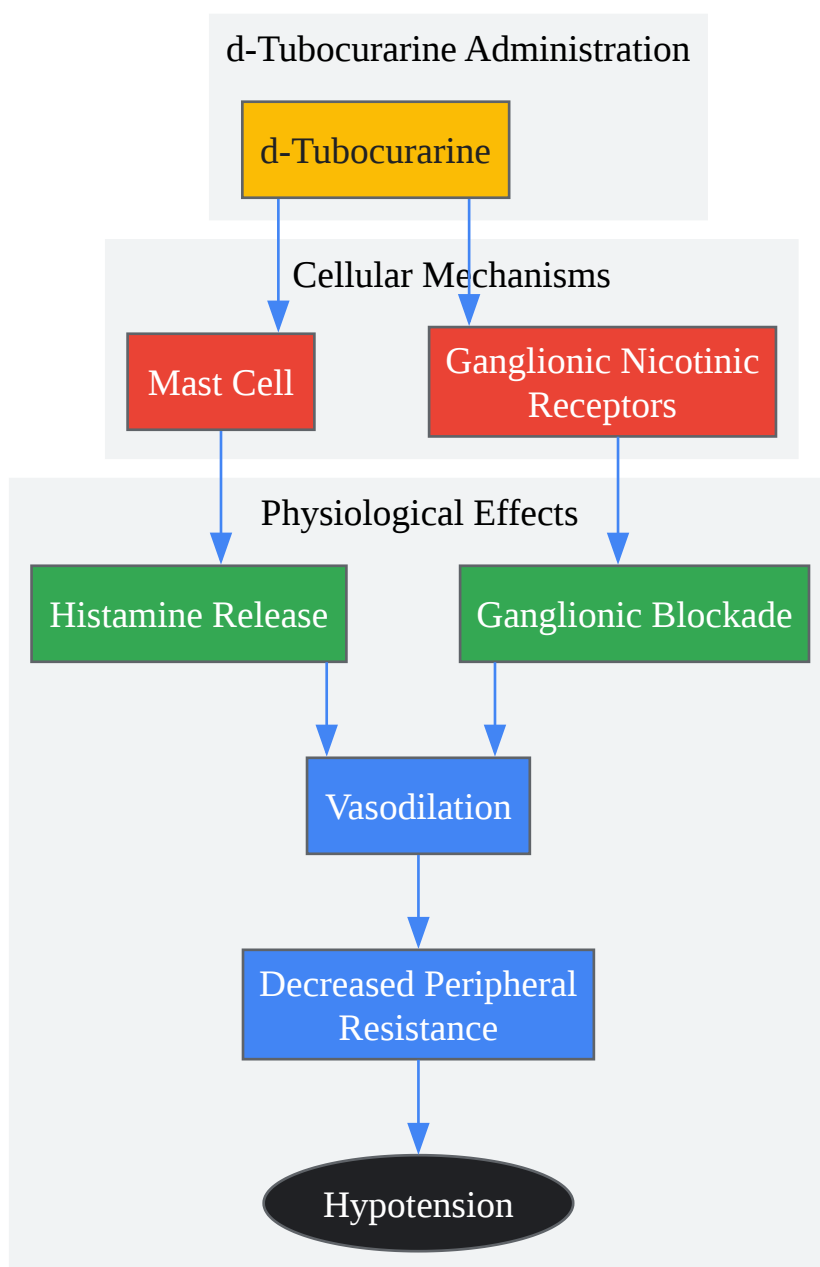 d-Tubocurarine Administration
d-Tubocurarine
Cellular Mechanisms
Mast Cell
Ganglionic Nicotinic
Receptors
Physiological Effects
Histamine Release
Ganglionic Blockade
Vasodilation
Decreased Peripheral
Resistance
Hypotension